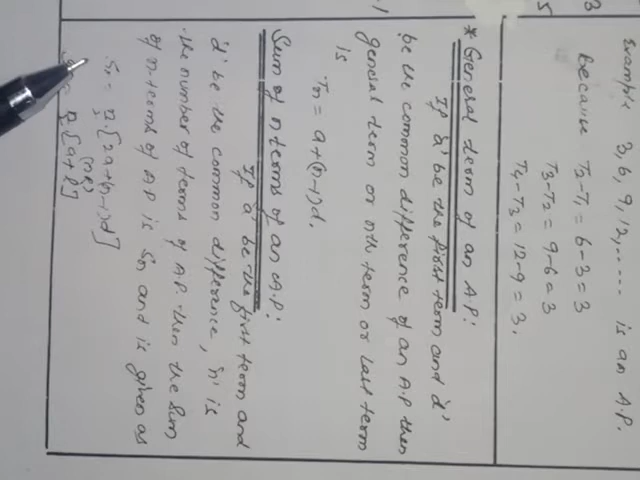 3
5
Example 3, 6, 9, 12, ..... is an A.P.
because T2-T1 = 6-3 = 3
T3-T2 = 9-6 = 3
T4-T3 = 12-9 = 3.
* General term of an A.P:
If 'a' be the first term and 'd'
be the common difference of an A.P then
general term or nth term or last term
is
Tn = a+(n-1)d.
Sum of n terms of an A.P:
If 'a' be the first term and
'd' be the common difference, 'n' is
the number of terms of A.P then the Sum
of n terms of A.P is Sn and is given as
Sn = n/2 [2a+(n-1)d]
(or)
n/2 [a+l]